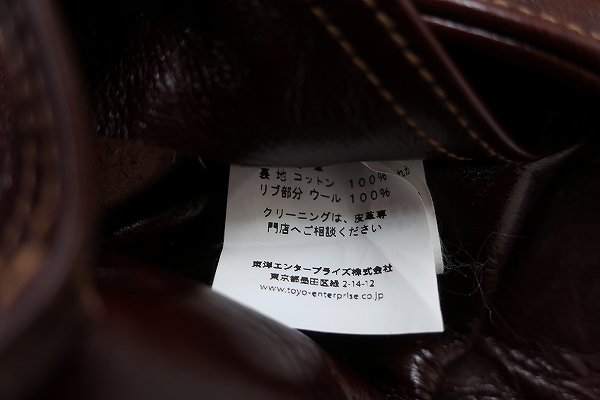 裏地 コットン 100%
リブ部分 ウール 100%
クリーニングは、皮革専
門店へご相談ください
東洋エンタープライズ株式会社
東京都墨田区緑 2-14-12
www.toyo-enterprise.co.jp